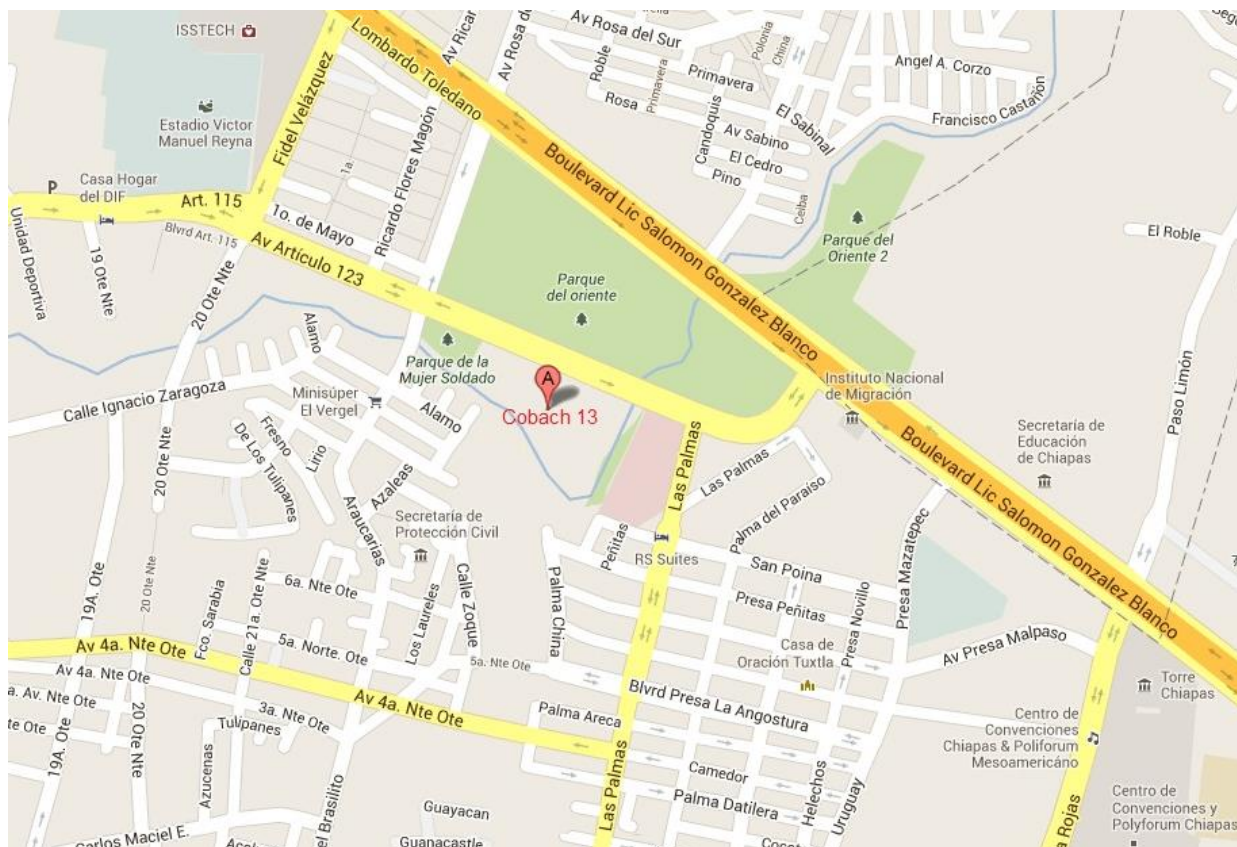 ISSTECH
Estadio Victor
Manuel Reyna
Fidel Velázquez
Lombardo Toledano
Av Ricar
Av Rosa de
Av Rosa del Sur
Roble
Primavera
Polonia
China
Primavera
Rosa
Candoquis
Av Sabino
El Cedro
Pino
El Sabinal
Ceiba
Angel A. Corzo
Francisco Castañón
Boulevard Lic Salomon Gonzalez Blanco
Parque del
Oriente 2
El Roble
Paso Limón
P
Casa Hogar
del DIF
Art. 115
Blvrd Art. 115
Unidad Deportiva
19 Ote Nte
20 Ote Nte
1a.
Ricardo Flores Magón
1o. de Mayo
Av Artículo 123
Parque
del oriente
Parque de la
Mujer Soldado
A
Cobach 13
Instituto Nacional
de Migración
Secretaría de
Educación
de Chiapas
Boulevard Lic Salomon Gonzalez Blanco
Calle Ignacio Zaragoza
Alamo
Minisúper
El Vergel
Alamo
Fresno
De Los Tulipanes
Lirio
Azaleas
Araucarias
20 Ote Nte
Secretaría de
Protección Civil
Las Palmas
Las Palmas
Palma del Paraiso
Peñitas
RS Suites
San Poina
Presa Peñitas
Presa Mazatepec
Presa Novillo
Casa de
Oración Tuxtla
Av Presa Malpaso
Torre
Chiapas
Centro de
Convenciones
Chiapas & Poliforum
Mesoamericáno
Centro de
Convenciones y
Polyforum Chiapas
a Rojas
19A. Ote
20 Ote Nte
Fco. Sarabia
Calle 21a. Ote Nte
6a. Nte Ote
5a. Norte. Ote
Los Laureles
Calle Zoque
5a. Nte Ote
Palma China
Av 4a. Nte Ote
Av 4a. Nte Ote
a. Av. Nte Ote
te Ote
19A. Ote
20 Ote Nte
3a. Nte Ote
Tulipanes
Azucenas
Av 4a. Nte Ote
Palma Areca
Blvrd Presa La Angostura
Las Palmas
Camedor
Palma Datilera
Helechos
Uruguay
el Brasilito
Carlos Maciel E.
Guayacan
Guanacastle